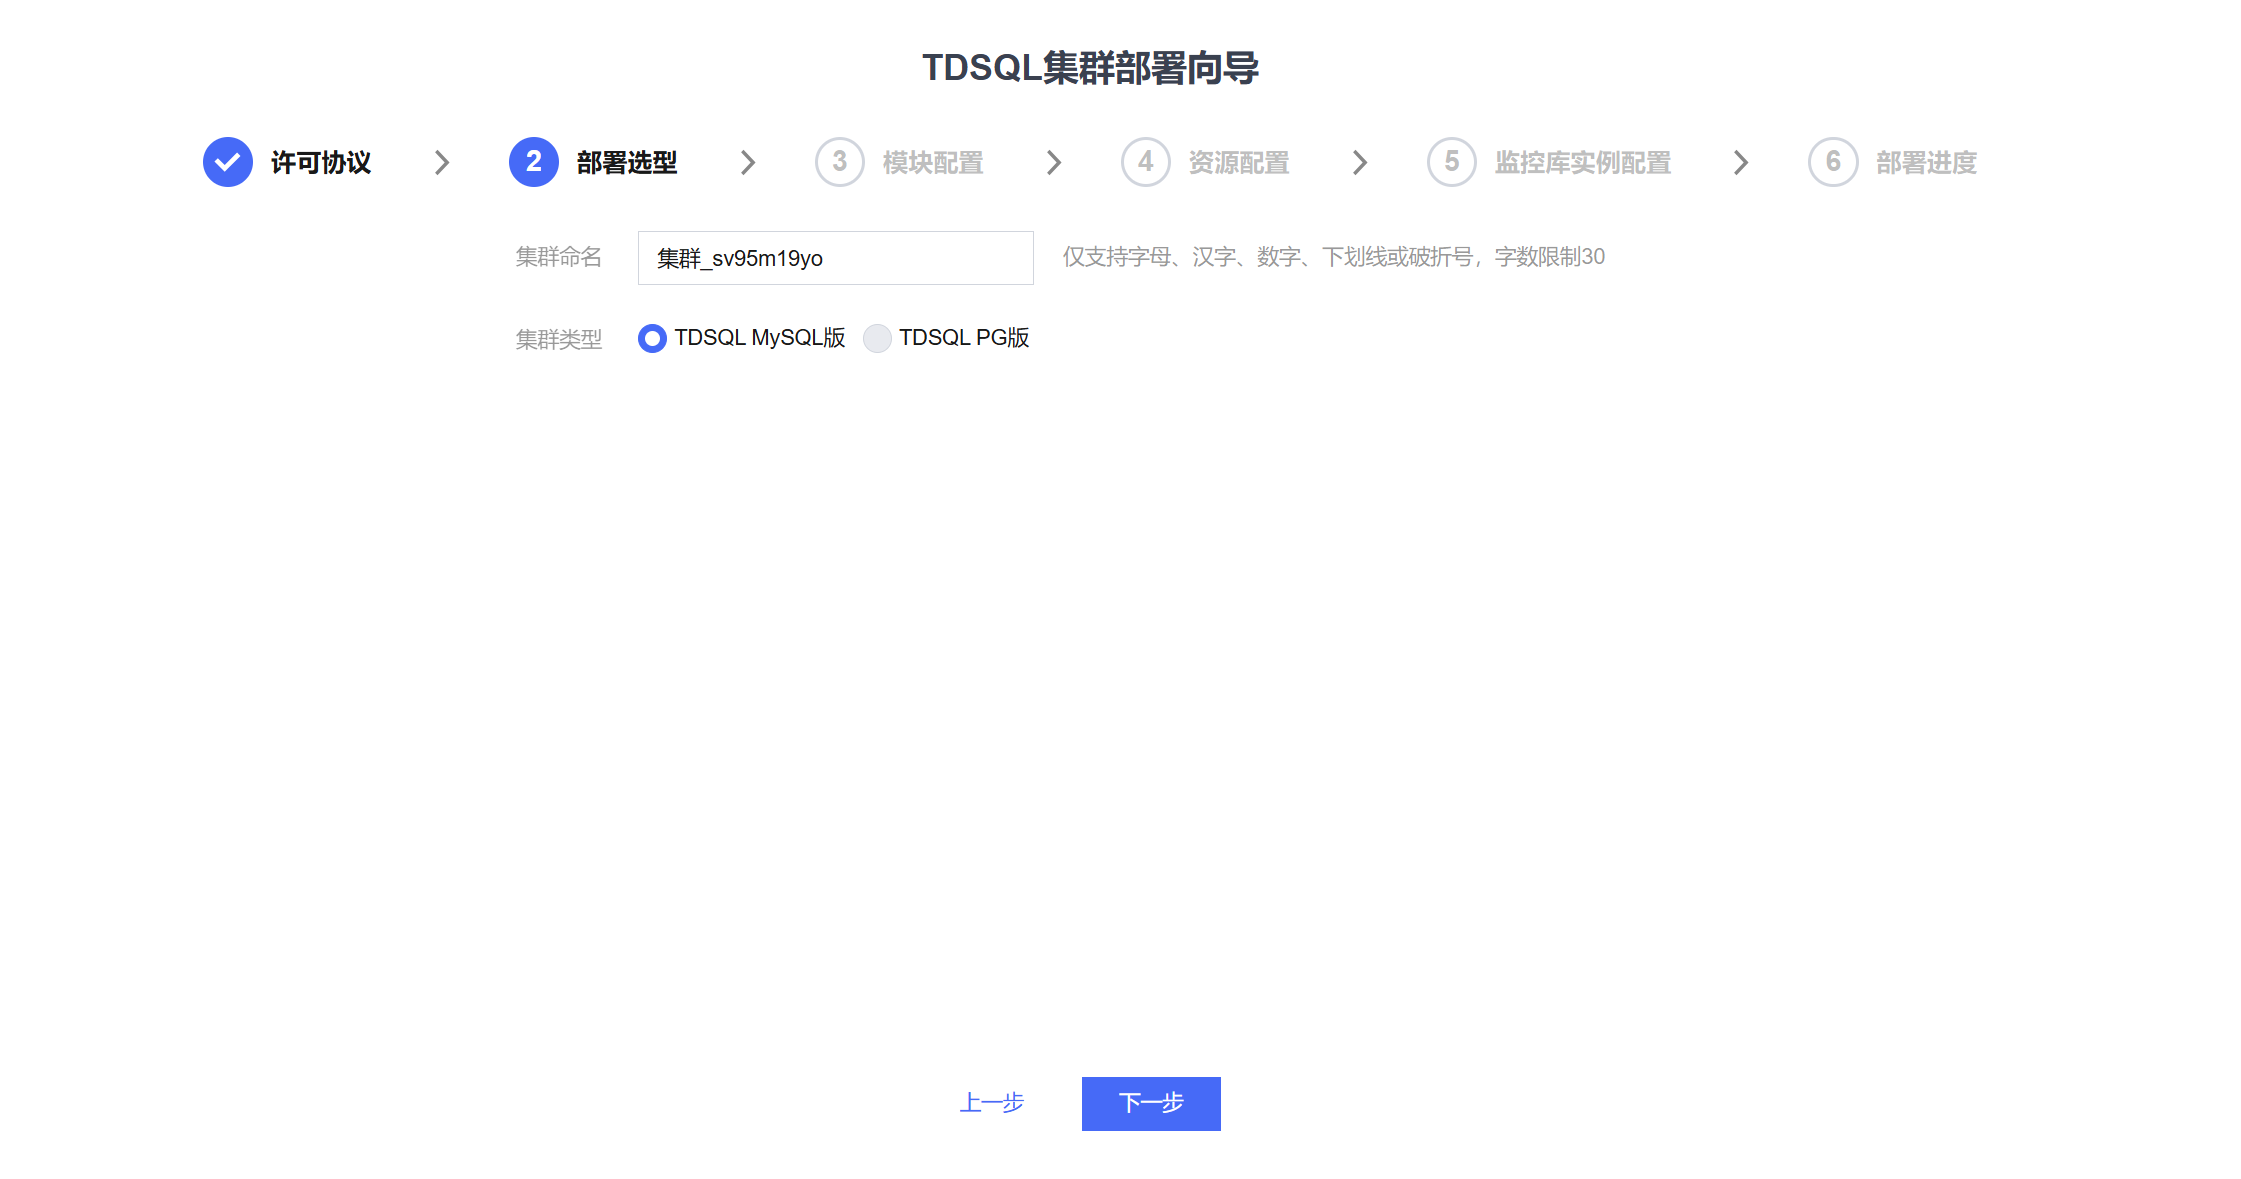 TDSQL集群部署向导
许可协议 2 部署选型 3 模块配置 4 资源配置 5 监控库实例配置 6 部署进度
集群命名 集群_sv95m19yo 仅支持字母、汉字、数字、下划线或破折号，字数限制30
集群类型 TDSQL MySQL版 TDSQL PG版
上一步 下一步